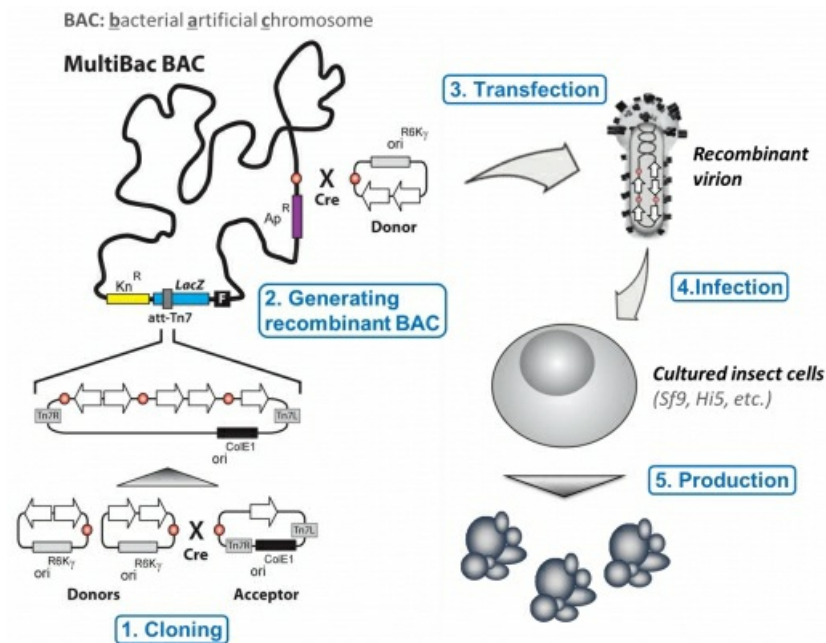 BAC: bacterial artificial chromosome
MultiBac BAC
3. Transfection
ori R6Kγ
X
Cre
Donor
Ap R
Recombinant
virion
Kn R
LacZ
F
att-Tn7
2. Generating
recombinant BAC
4.Infection
Tn7R
Tn7L
ColE1
ori
Cultured insect cells
(Sf9, Hi5, etc.)
5. Production
R6Kγ
ori
R6Kγ
ori
X
Cre
Tn7L
Tn7R
ColE1
ori
Donors
Acceptor
1. Cloning